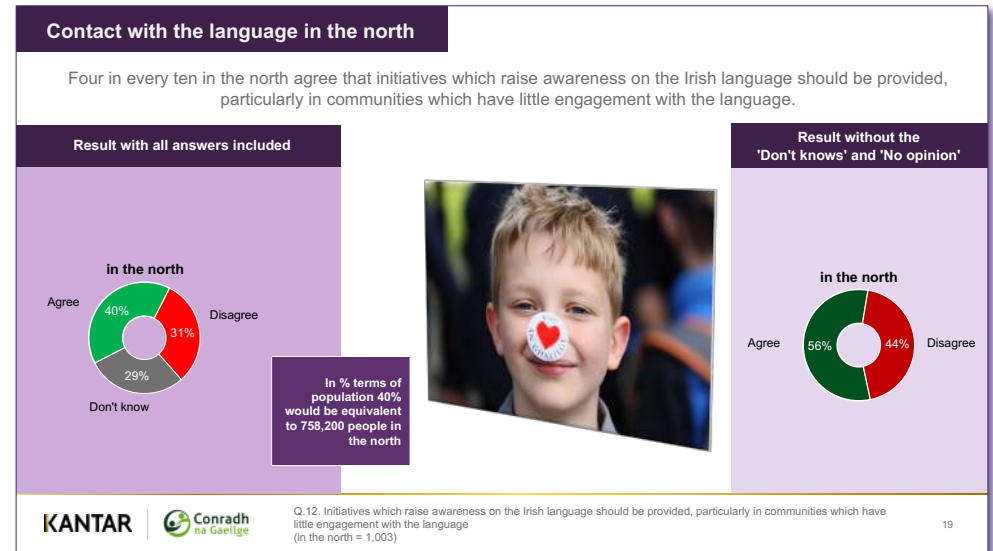 Contact with the language in the north
Four in every ten in the north agree that initiatives which raise awareness on the Irish language should be provided,
particularly in communities which have little engagement with the language.
Result with all answers included
in the north
Agree
40%
Disagree
31%
29%
Don't know
In % terms of
population 40%
would be equivalent
to 758,200 people in
the north
Result without the
'Don't knows' and 'No opinion'
in the north
Agree
56%
44%
Disagree
KANTAR
Conradh
na Gaeilge
Q.12. Initiatives which raise awareness on the Irish language should be provided, particularly in communities which have
little engagement with the language
(in the north = 1,003)
19